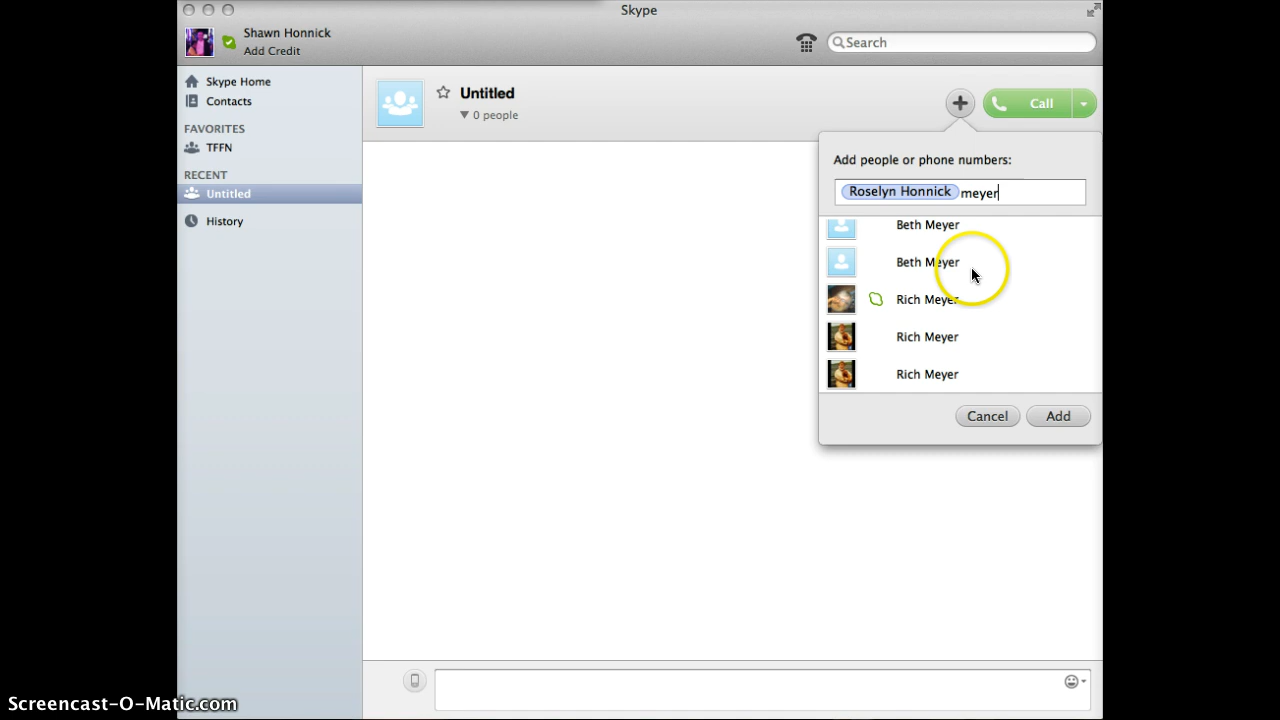 Skype
Shawn Honnick
Add Credit
Search
Skype Home
Contacts
FAVORITES
TFFN
RECENT
Untitled
History
Untitled
0 people
Call
Add people or phone numbers:
Roselyn Honnick meyer
Beth Meyer
Beth Meyer
Rich Meyer
Rich Meyer
Rich Meyer
Cancel Add
Screencast-O-Matic.com